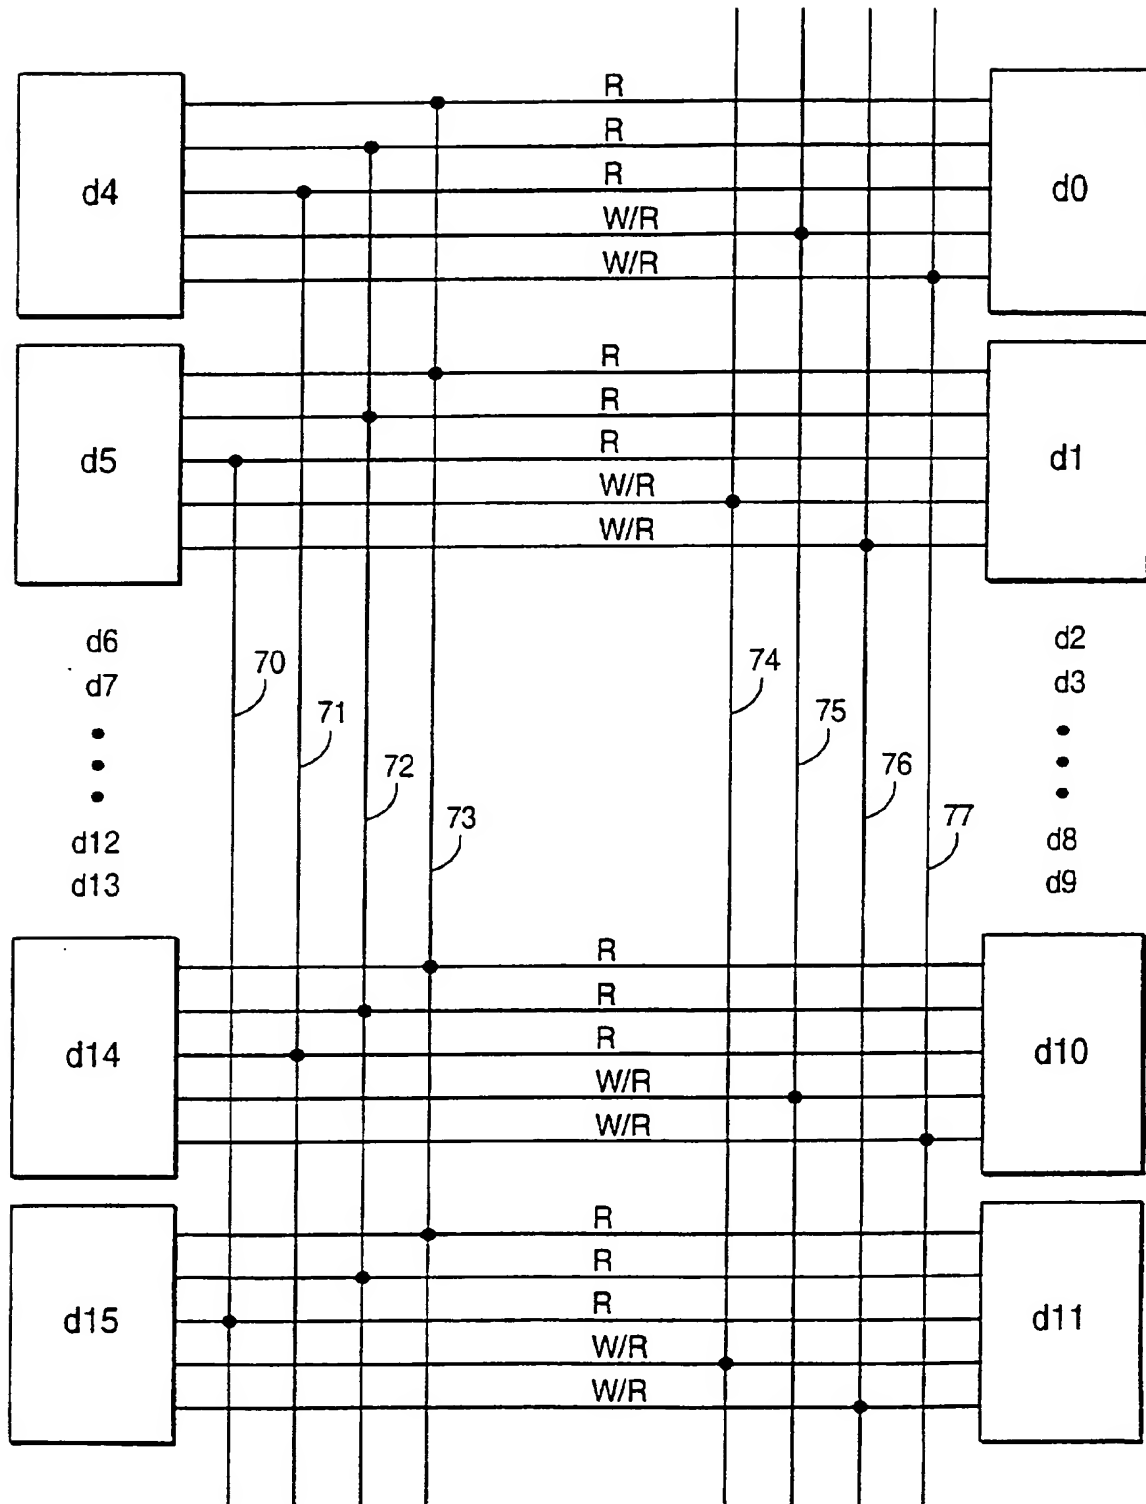 R
R
d4 R d0
W/R
W/R
R
R
d5 R d1
W/R
W/R
d6 d2
70 74
d7 d3
71 75
72 76
73 77
d12 d8
d13 d9
R
R
d14 R d10
W/R
W/R
R
R
d15 R d11
W/R
W/R